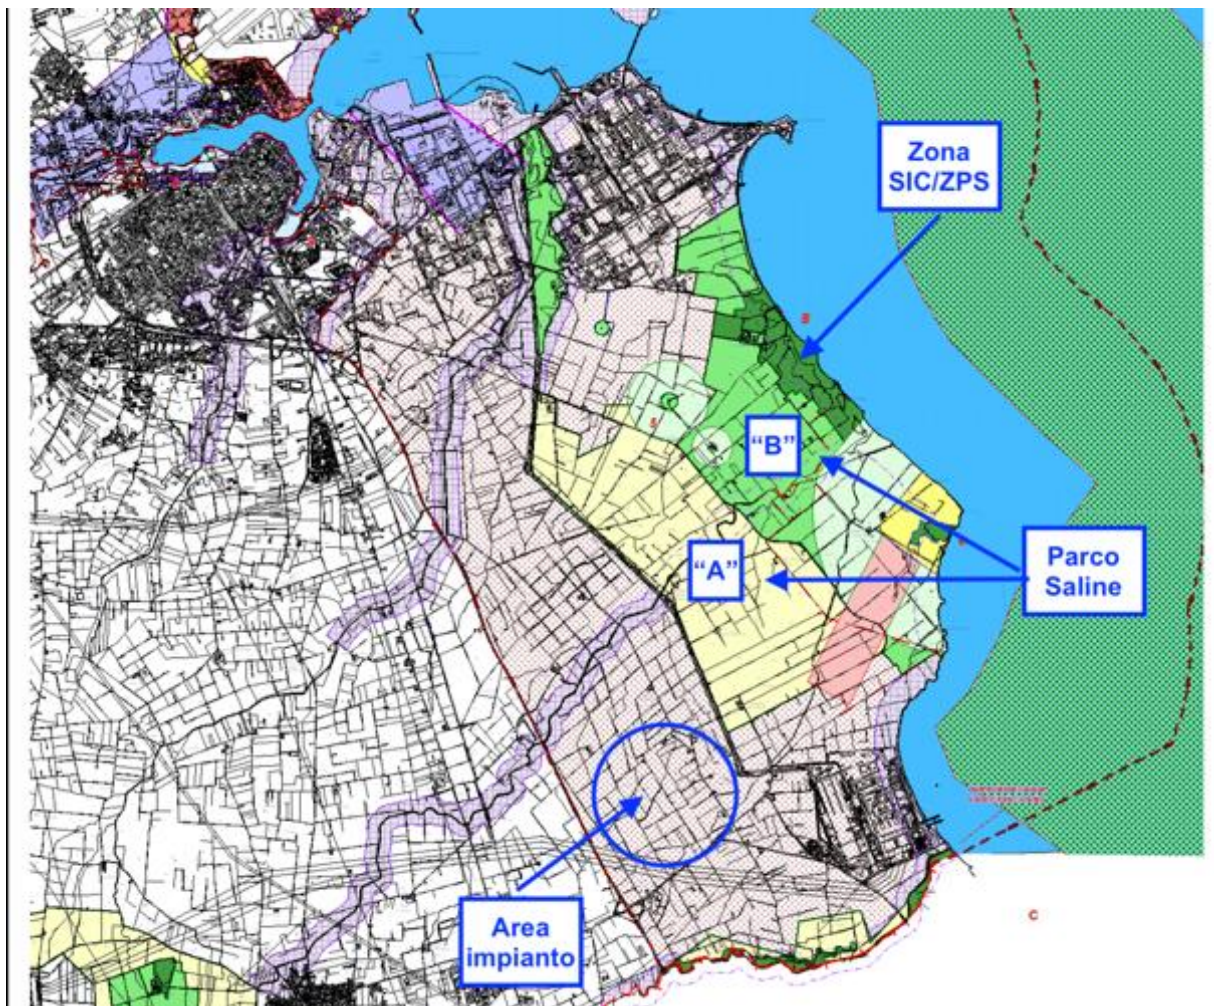 Zona
SIC/ZPS
"B"
"A"
Parco
Saline
Area
impianto
C